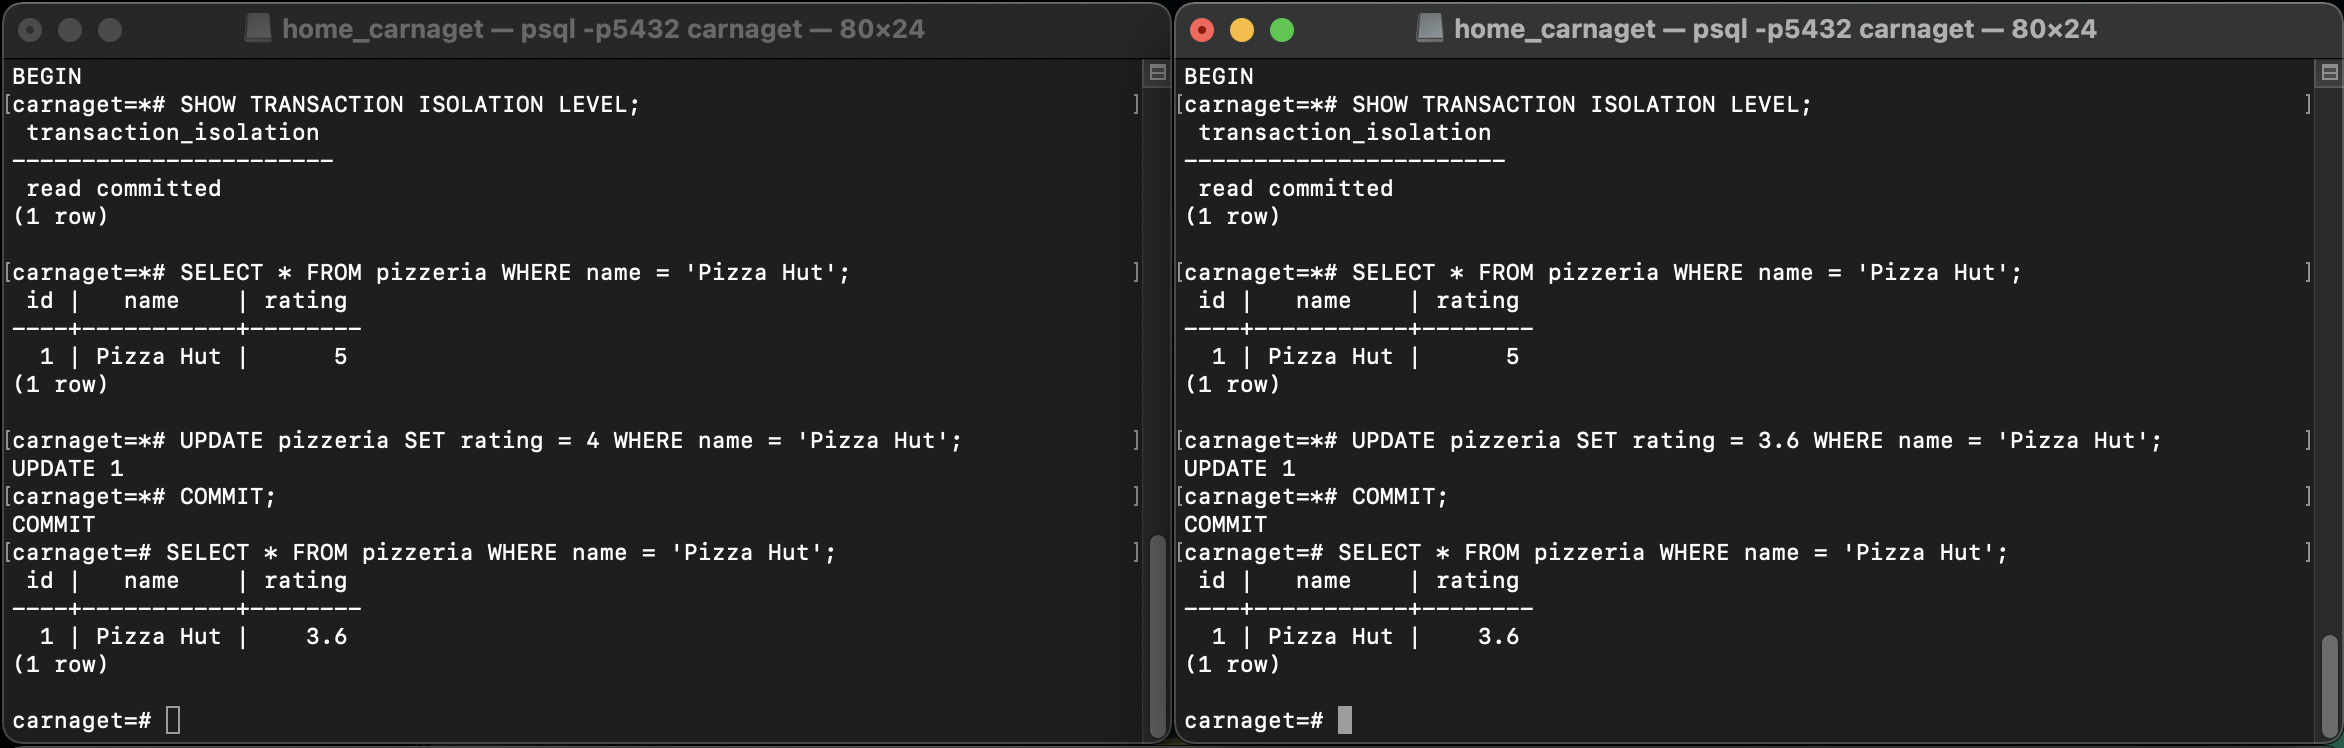 home_carnaget — psql -p5432 carnaget — 80×24
BEGIN
[carnaget=*# SHOW TRANSACTION ISOLATION LEVEL; ]
 transaction_isolation
-----------------------
 read committed
(1 row)

[carnaget=*# SELECT * FROM pizzeria WHERE name = 'Pizza Hut'; ]
 id |   name    | rating
----+-----------+--------
  1 | Pizza Hut |      5
(1 row)

[carnaget=*# UPDATE pizzeria SET rating = 4 WHERE name = 'Pizza Hut'; ]
UPDATE 1
[carnaget=*# COMMIT; ]
COMMIT
[carnaget=# SELECT * FROM pizzeria WHERE name = 'Pizza Hut'; ]
 id |   name    | rating
----+-----------+--------
  1 | Pizza Hut |    3.6
(1 row)

carnaget=#
home_carnaget — psql -p5432 carnaget — 80×24
BEGIN
[carnaget=*# SHOW TRANSACTION ISOLATION LEVEL; ]
 transaction_isolation
-----------------------
 read committed
(1 row)

[carnaget=*# SELECT * FROM pizzeria WHERE name = 'Pizza Hut'; ]
 id |   name    | rating
----+-----------+--------
  1 | Pizza Hut |      5
(1 row)

[carnaget=*# UPDATE pizzeria SET rating = 3.6 WHERE name = 'Pizza Hut'; ]
UPDATE 1
[carnaget=*# COMMIT; ]
COMMIT
[carnaget=# SELECT * FROM pizzeria WHERE name = 'Pizza Hut'; ]
 id |   name    | rating
----+-----------+--------
  1 | Pizza Hut |    3.6
(1 row)

carnaget=#